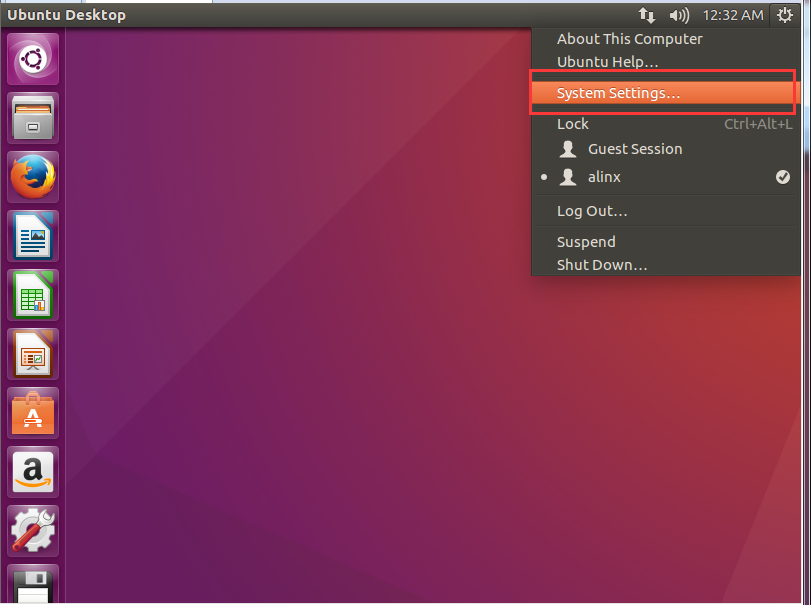 Ubuntu Desktop
12:32 AM
About This Computer
Ubuntu Help...
System Settings...
Lock Ctrl+Alt+L
Guest Session
alinx
Log Out...
Suspend
Shut Down...
A
a